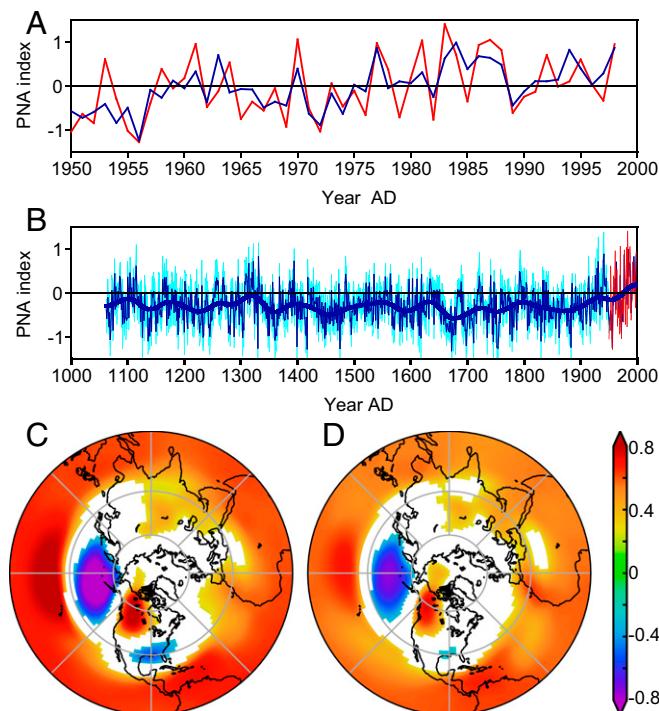 A
PNA index
1
0
-1
1950 1955 1960 1965 1970 1975 1980 1985 1990 1995 2000
Year AD
B
PNA index
1
0
-1
1000 1100 1200 1300 1400 1500 1600 1700 1800 1900 2000
Year AD
C
D
0.8
0.4
0
-0.4
-0.8